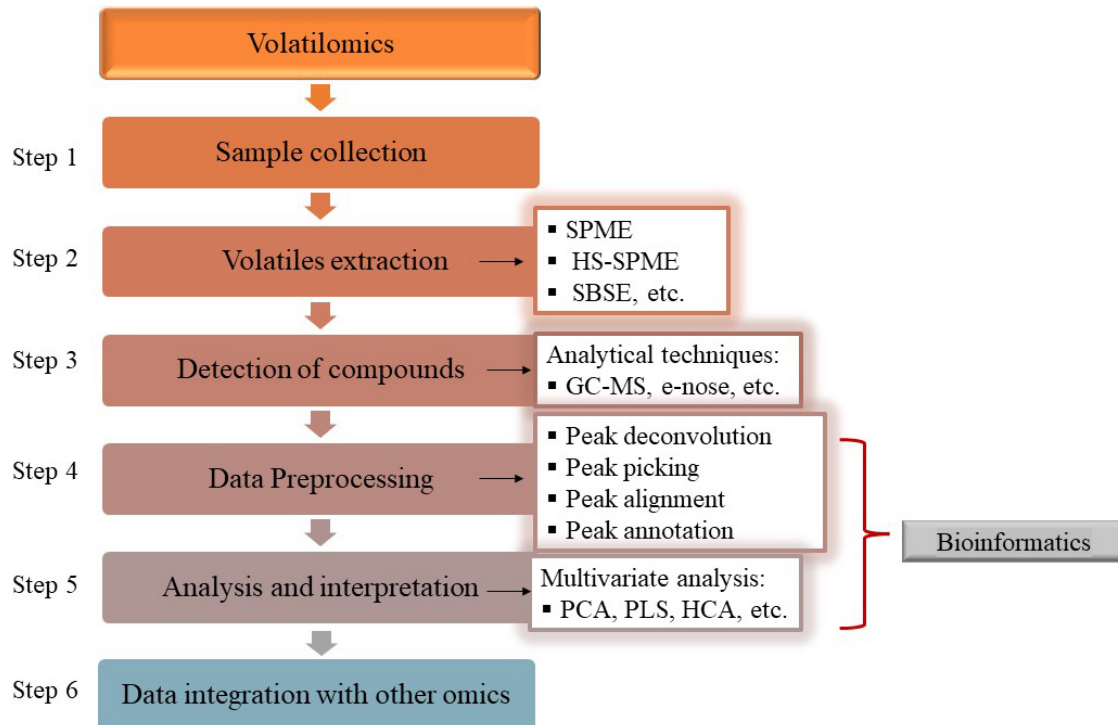 Volatilomics
Step 1
Sample collection
Step 2
Volatiles extraction
▪ SPME
▪ HS-SPME
▪ SBSE, etc.
Step 3
Detection of compounds
Analytical techniques:
▪ GC-MS, e-nose, etc.
Step 4
Data Preprocessing
▪ Peak deconvolution
▪ Peak picking
▪ Peak alignment
▪ Peak annotation
Bioinformatics
Step 5
Analysis and interpretation
Multivariate analysis:
▪ PCA, PLS, HCA, etc.
Step 6
Data integration with other omics